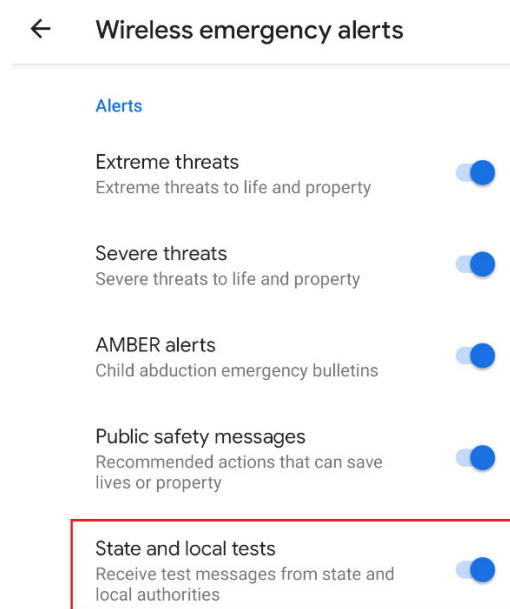 Wireless emergency alerts
Alerts
Extreme threats
Extreme threats to life and property
Severe threats
Severe threats to life and property
AMBER alerts
Child abduction emergency bulletins
Public safety messages
Recommended actions that can save
lives or property
State and local tests
Receive test messages from state and
local authorities